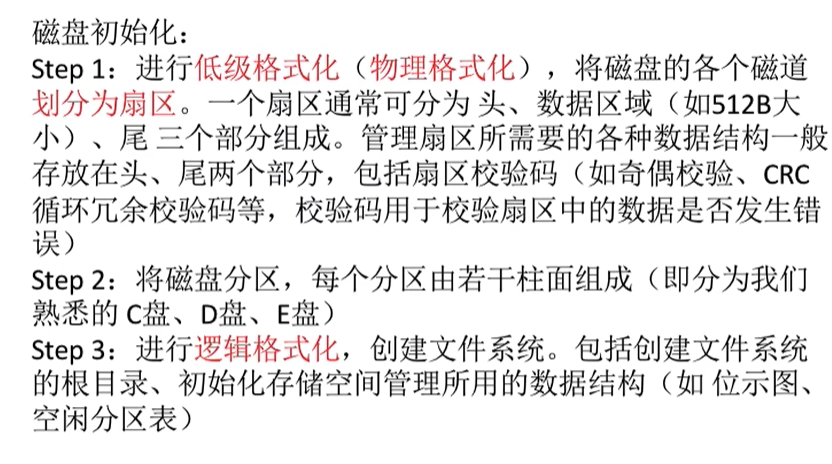 磁盘初始化：
Step 1：进行低级格式化（物理格式化），将磁盘的各个磁道
划分为扇区。一个扇区通常可分为 头、数据区域（如512B大
小）、尾 三个部分组成。管理扇区所需要的各种数据结构一般
存放在头、尾两个部分，包括扇区校验码（如奇偶校验、CRC
循环冗余校验码等，校验码用于校验扇区中的数据是否发生错
误）
Step 2：将磁盘分区，每个分区由若干柱面组成（即分为我们
熟悉的 C盘、D盘、E盘）
Step 3：进行逻辑格式化，创建文件系统。包括创建文件系统
的根目录、初始化存储空间管理所用的数据结构（如 位示图、
空闲分区表）